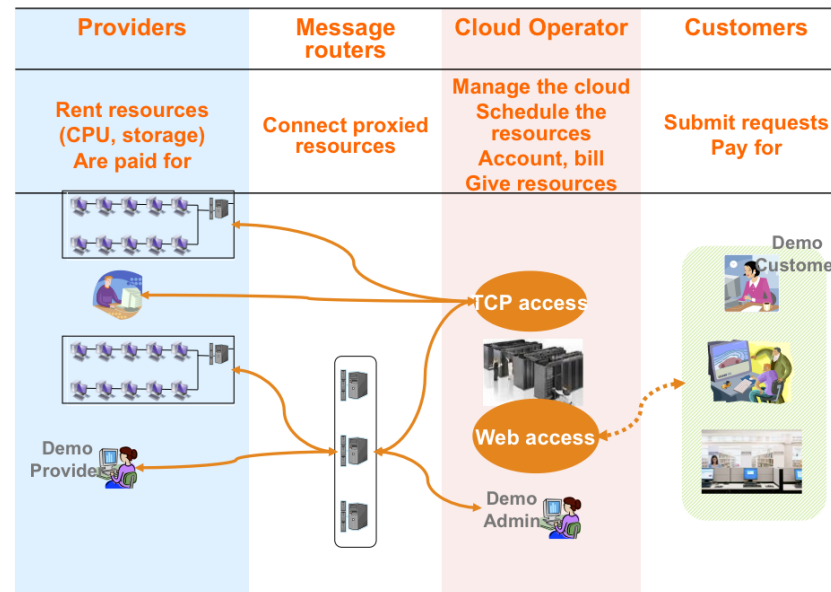 Providers
Message
routers
Cloud Operator
Customers
Rent resources
(CPU, storage)
Are paid for
Connect proxied
resources
Manage the cloud
Schedule the
resources
Account, bill
Give resources
Submit requests
Pay for
Demo
Custome
TCP access
Web access
Demo
Provider
Demo
Admin